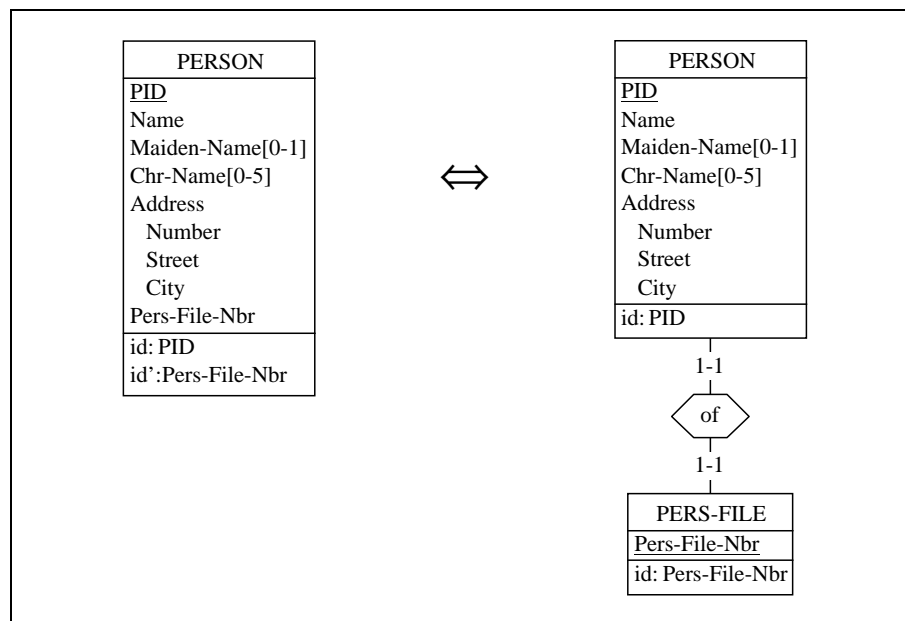 PERSON
PID
Name
Maiden-Name[0-1]
Chr-Name[0-5]
Address
Number
Street
City
Pers-File-Nbr
id: PID
id':Pers-File-Nbr
⇔
PERSON
PID
Name
Maiden-Name[0-1]
Chr-Name[0-5]
Address
Number
Street
City
id: PID
1-1
of
1-1
PERS-FILE
Pers-File-Nbr
id: Pers-File-Nbr